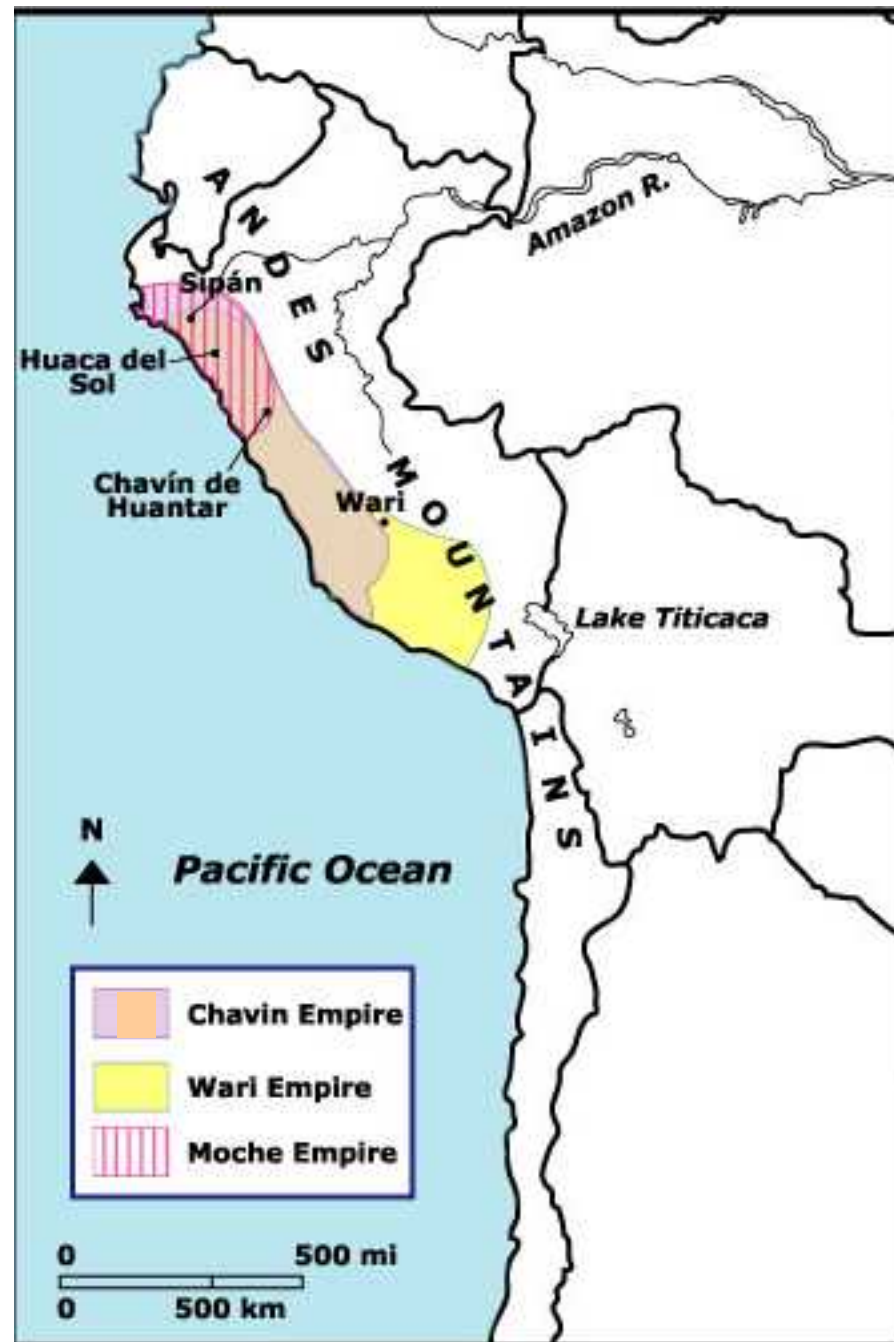 ANDES
Amazon R.
Sipán
Huaca del
Sol
Chavín de
Huantar
Wari
MOUNTAINS
Lake Titicaca
N
Pacific Ocean
Chavin Empire
Wari Empire
Moche Empire
0 500 mi
0 500 km